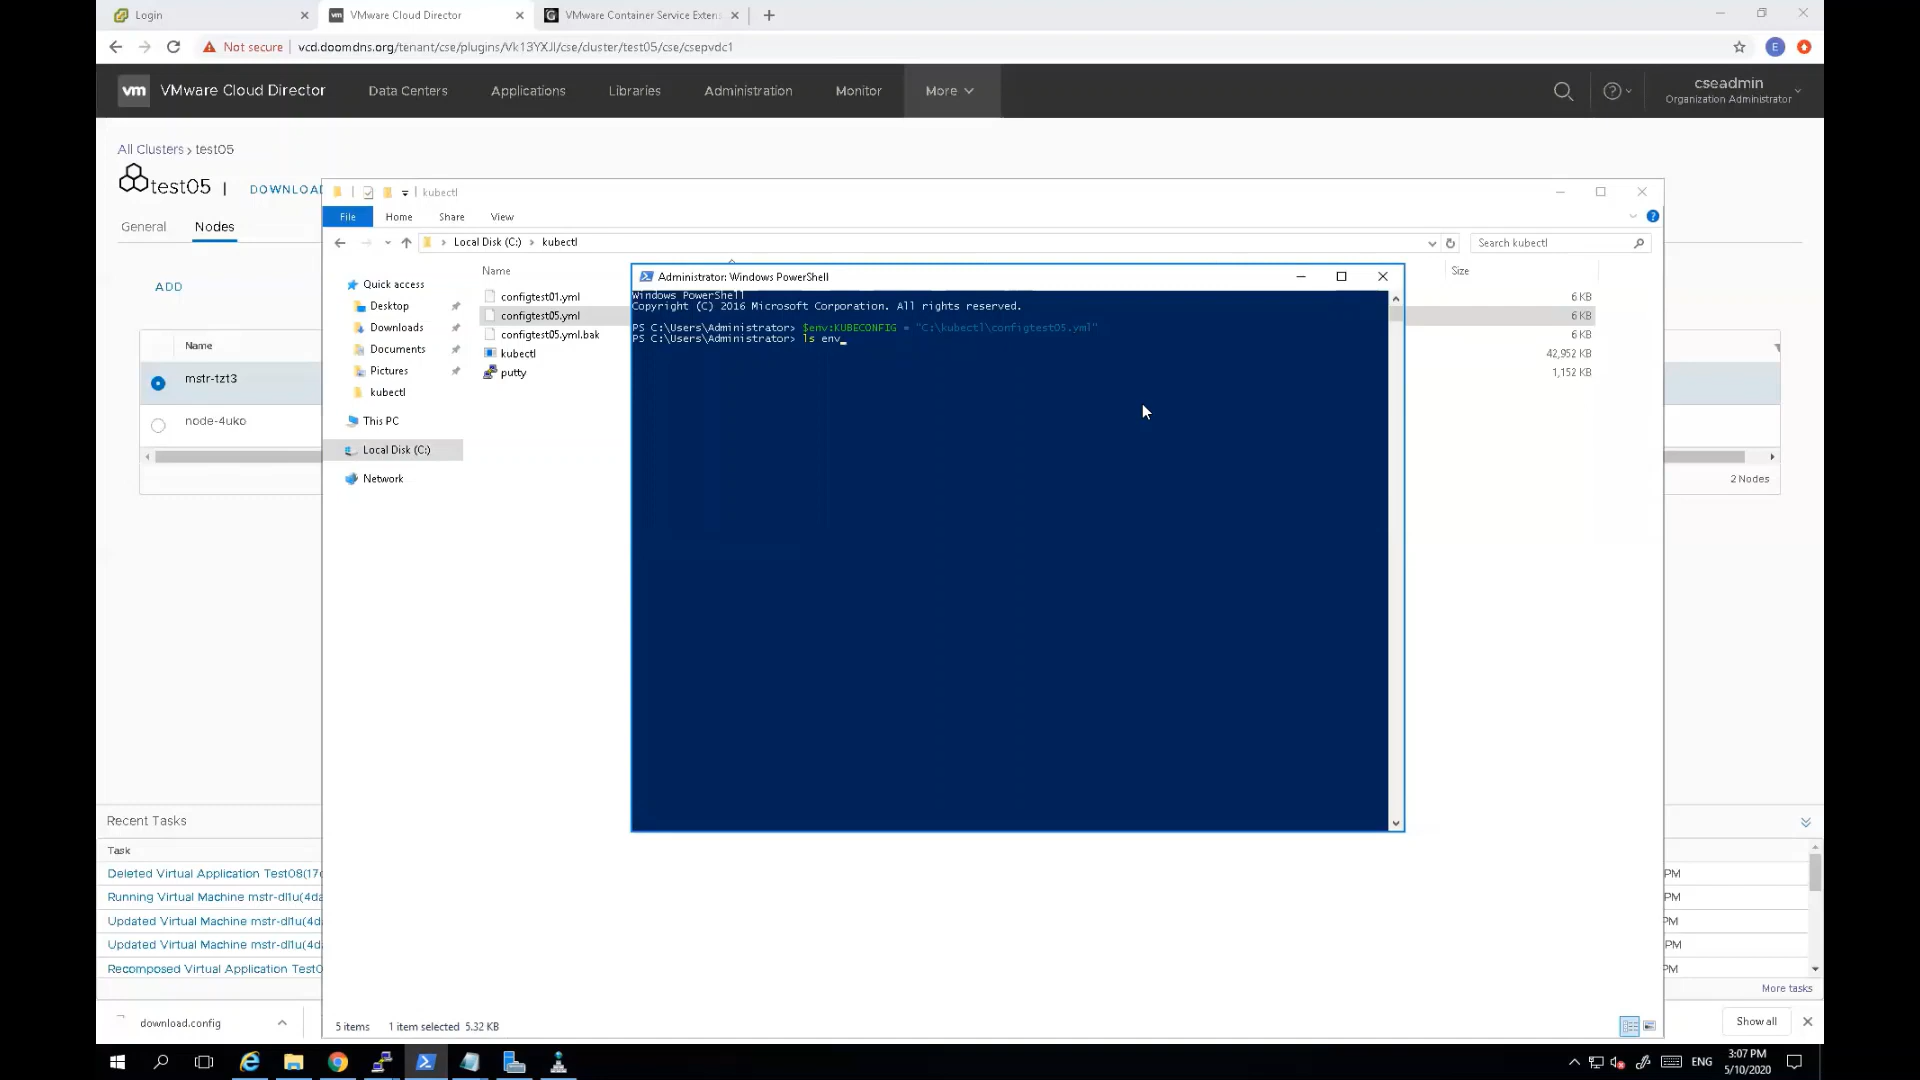 Login
VMware Cloud Director
VMware Container Service Exten
Not secure
vcd.doomdns.org/tenant/cse/plugins/Vk13YXJl/cse/cluster/test05/cse/csepvdc1
E
vm VMware Cloud Director
Data Centers
Applications
Libraries
Administration
Monitor
More
cseadmin
Organization Administrator
All Clusters › test05
test05 |
DOWNLOAD
General
Nodes
ADD
Name
mstr-tzt3
node-4uko
2 Nodes
kubectl
File
Home
Share
View
Local Disk (C:) › kubectl
Search kubectl
Quick access
Desktop
Downloads
Documents
Pictures
kubectl
This PC
Local Disk (C:)
Network
Name
Size
configtest01.yml
6 KB
configtest05.yml
6 KB
configtest05.yml.bak
6 KB
kubectl
42,952 KB
putty
1,152 KB
Administrator: Windows PowerShell
Windows PowerShell
Copyright (C) 2016 Microsoft Corporation. All rights reserved.
PS C:\Users\Administrator> $env:KUBECONFIG = "C:\kubectl\configtest05.yml"
PS C:\Users\Administrator> ls env_
Recent Tasks
Task
Deleted Virtual Application Test08(17
PM
Running Virtual Machine mstr-dl1u(4da
PM
Updated Virtual Machine mstr-dl1u(4d
PM
Updated Virtual Machine mstr-dl1u(4d
PM
Recomposed Virtual Application Test0
PM
More tasks
5 items
1 item selected 5.32 KB
download.config
Show all
ENG
3:07 PM
5/10/2020